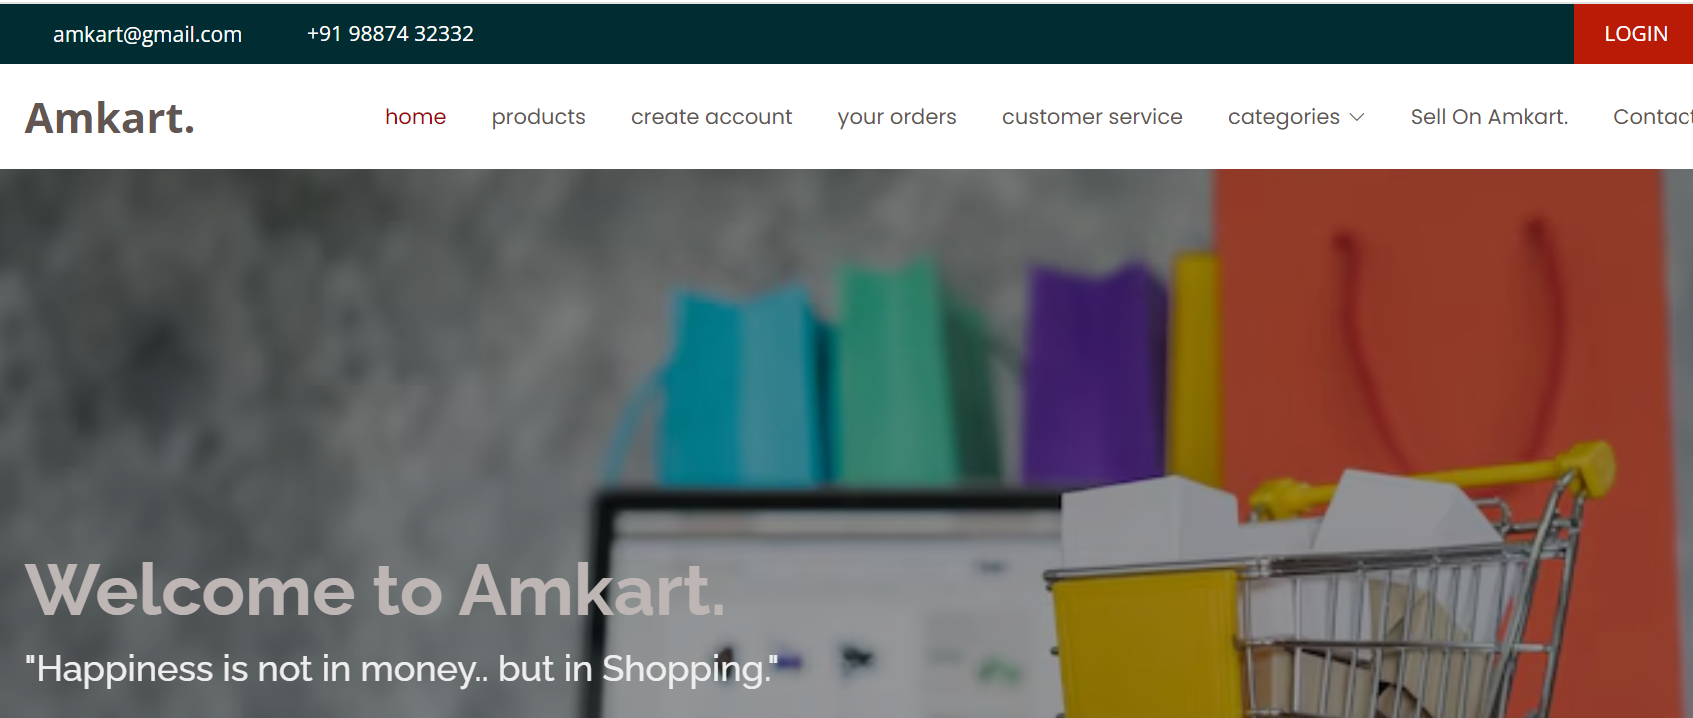 amkart@gmail.com +91 98874 32332 LOGIN
Amkart. home products create account your orders customer service categories Sell On Amkart. Contact
Welcome to Amkart.
"Happiness is not in money.. but in Shopping."